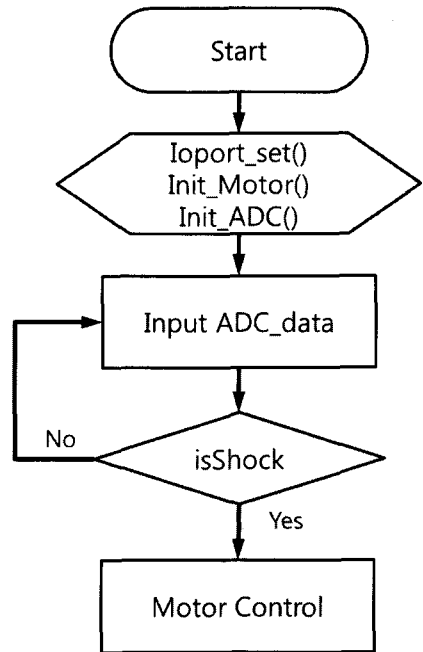 Start
Ioport_set()
Init_Motor()
Init_ADC()
Input ADC_data
No
isShock
Yes
Motor Control